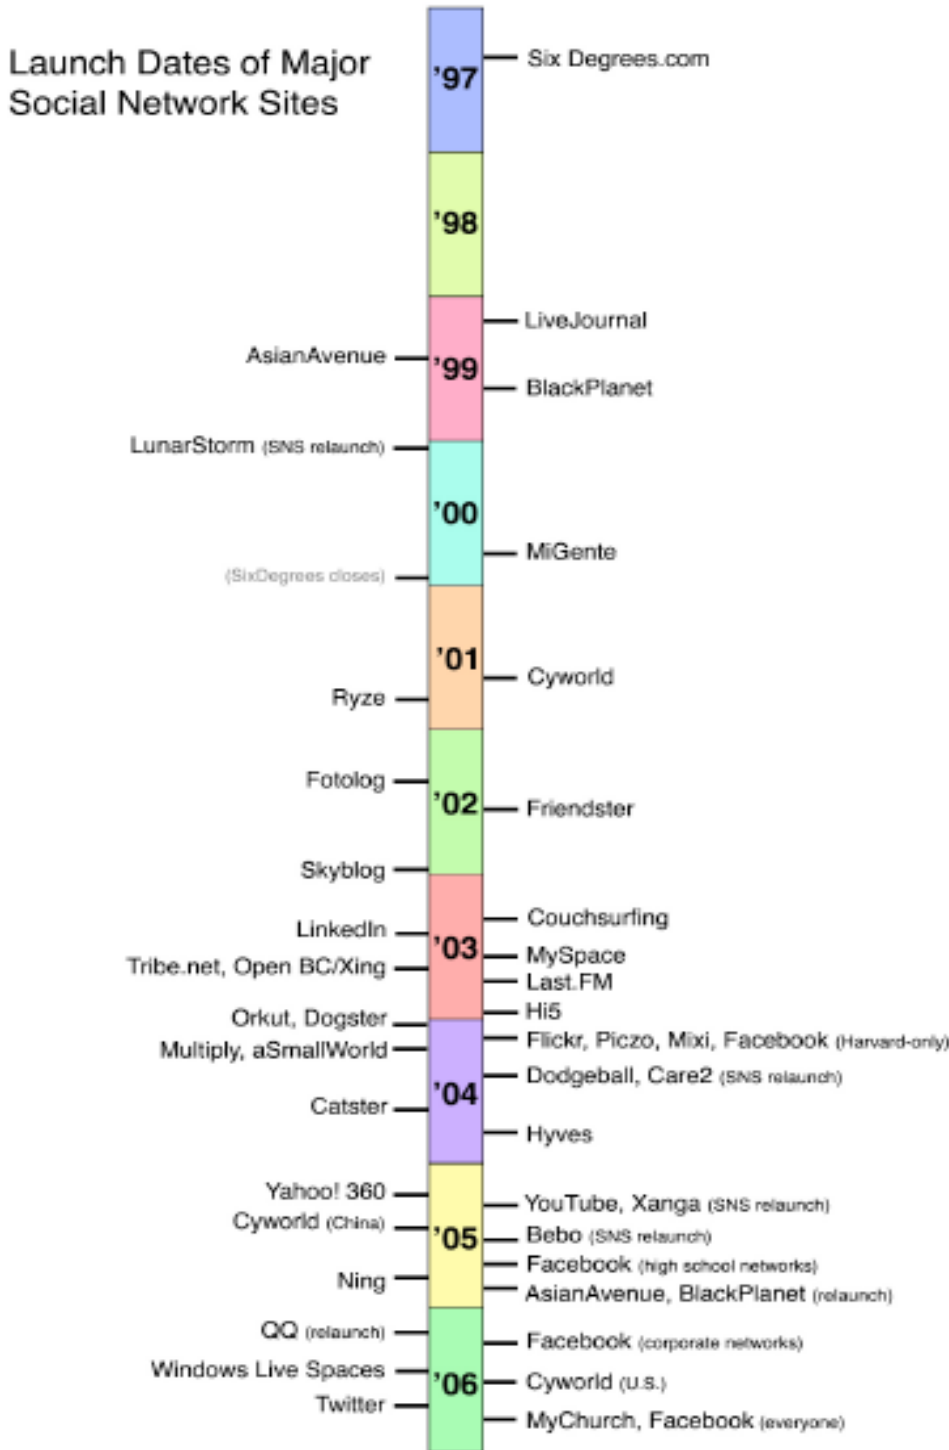 Launch Dates of Major
Social Network Sites
'97
Six Degrees.com
'98
LiveJournal
AsianAvenue
'99
BlackPlanet
LunarStorm (SNS relaunch)
'00
MiGente
(SixDegrees closes)
'01
Cyworld
Ryze
Fotolog
'02
Friendster
Skyblog
Couchsurfing
LinkedIn
'03
MySpace
Tribe.net, Open BC/Xing
Last.FM
Hi5
Orkut, Dogster
Flickr, Piczo, Mixi, Facebook (Harvard-only)
Multiply, aSmallWorld
Dodgeball, Care2 (SNS relaunch)
'04
Catster
Hyves
Yahoo! 360
YouTube, Xanga (SNS relaunch)
Cyworld (China)
'05
Bebo (SNS relaunch)
Facebook (high school networks)
Ning
AsianAvenue, BlackPlanet (relaunch)
QQ (relaunch)
Facebook (corporate networks)
Windows Live Spaces
'06
Cyworld (U.S.)
Twitter
MyChurch, Facebook (everyone)